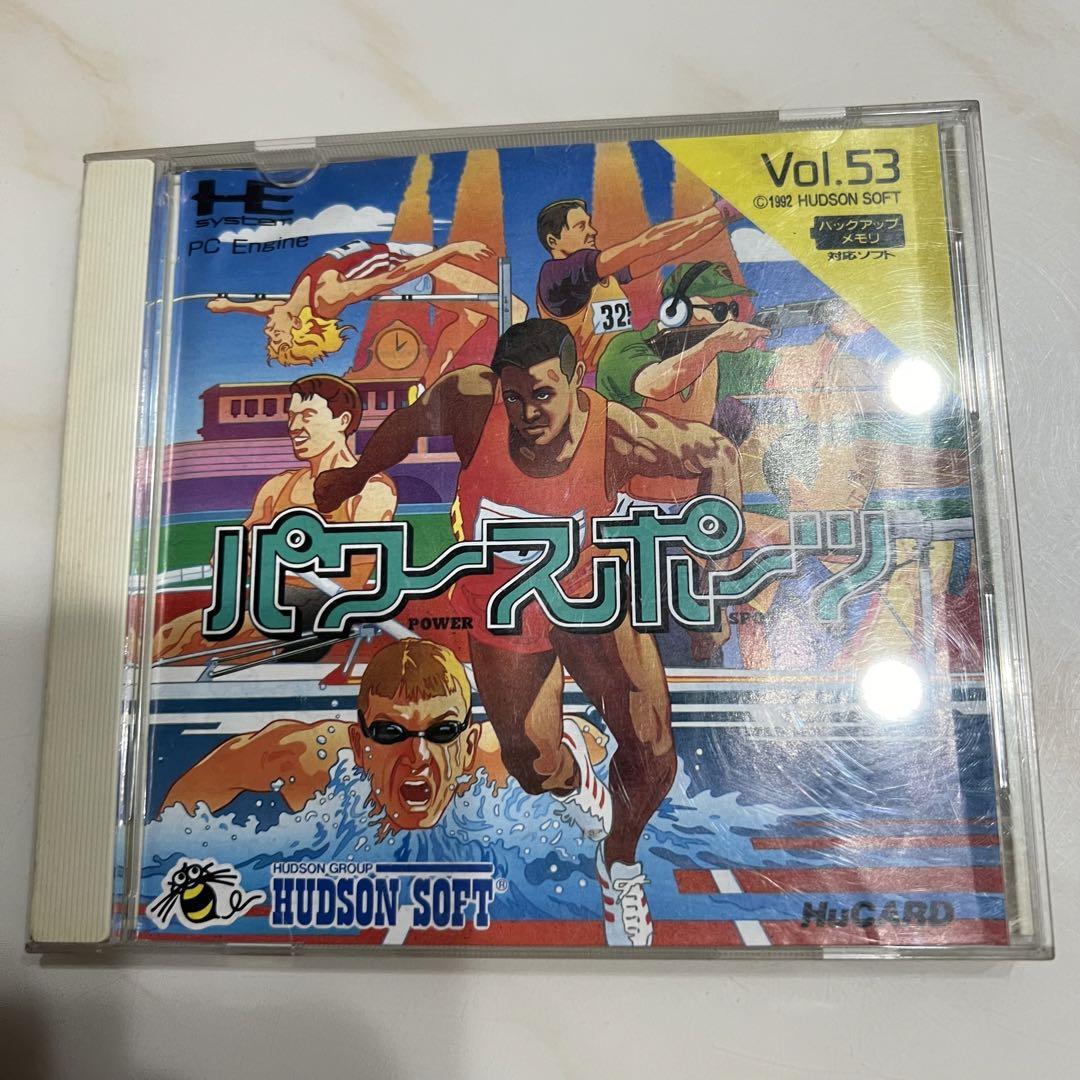 HE
system
PC Engine
Vol.53
©1992 HUDSON SOFT
バックアップ
メモリ
対応ソフト
325
パワースポーツ
POWER
HUDSON GROUP
HUDSON SOFT®
HuCARD